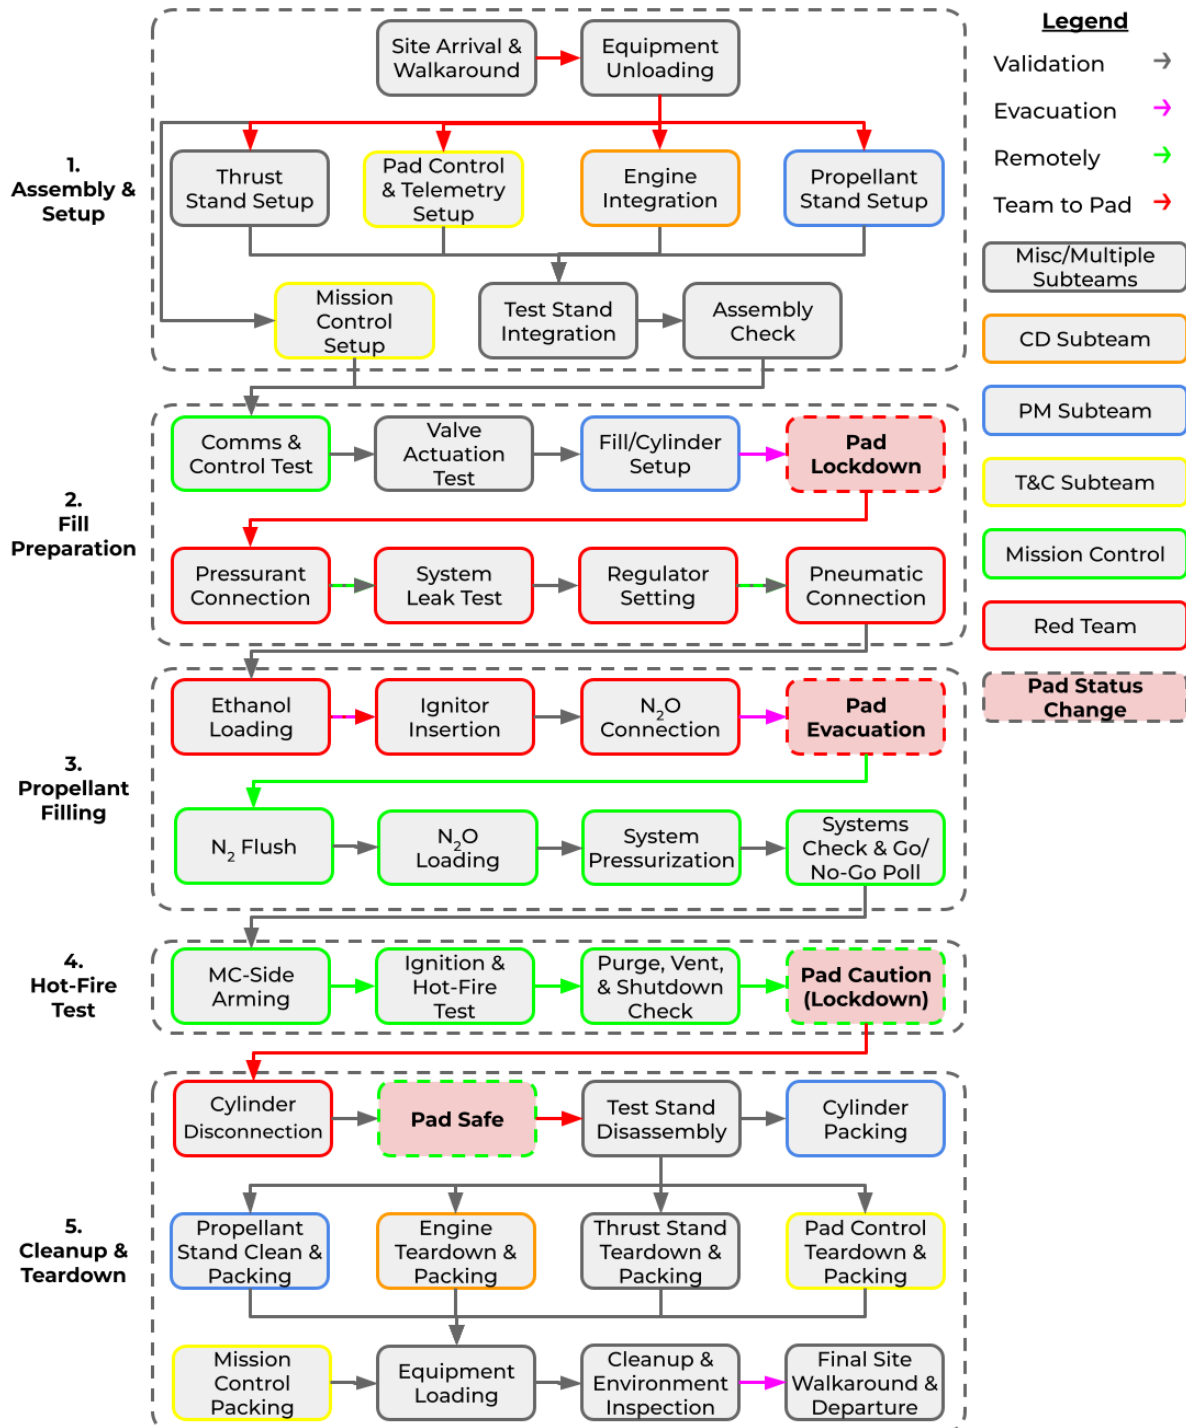 Legend
Validation
Evacuation
Remotely
Team to Pad
Misc/Multiple
Subteams
CD Subteam
PM Subteam
T&C Subteam
Mission Control
Red Team
Pad Status
Change
1.
Assembly &
Setup
Site Arrival &
Walkaround
Equipment
Unloading
Thrust
Stand Setup
Pad Control
& Telemetry
Setup
Engine
Integration
Propellant
Stand Setup
Mission
Control
Setup
Test Stand
Integration
Assembly
Check
2.
Fill
Preparation
Comms &
Control Test
Valve
Actuation
Test
Fill/Cylinder
Setup
Pad
Lockdown
Pressurant
Connection
System
Leak Test
Regulator
Setting
Pneumatic
Connection
3.
Propellant
Filling
Ethanol
Loading
Ignitor
Insertion
N₂O
Connection
Pad
Evacuation
N₂ Flush
N₂O
Loading
System
Pressurization
Systems
Check & Go/
No-Go Poll
4.
Hot-Fire
Test
MC-Side
Arming
Ignition &
Hot-Fire
Test
Purge, Vent,
& Shutdown
Check
Pad Caution
(Lockdown)
5.
Cleanup &
Teardown
Cylinder
Disconnection
Pad Safe
Test Stand
Disassembly
Cylinder
Packing
Propellant
Stand Clean &
Packing
Engine
Teardown &
Packing
Thrust Stand
Teardown &
Packing
Pad Control
Teardown &
Packing
Mission
Control
Packing
Equipment
Loading
Cleanup &
Environment
Inspection
Final Site
Walkaround &
Departure